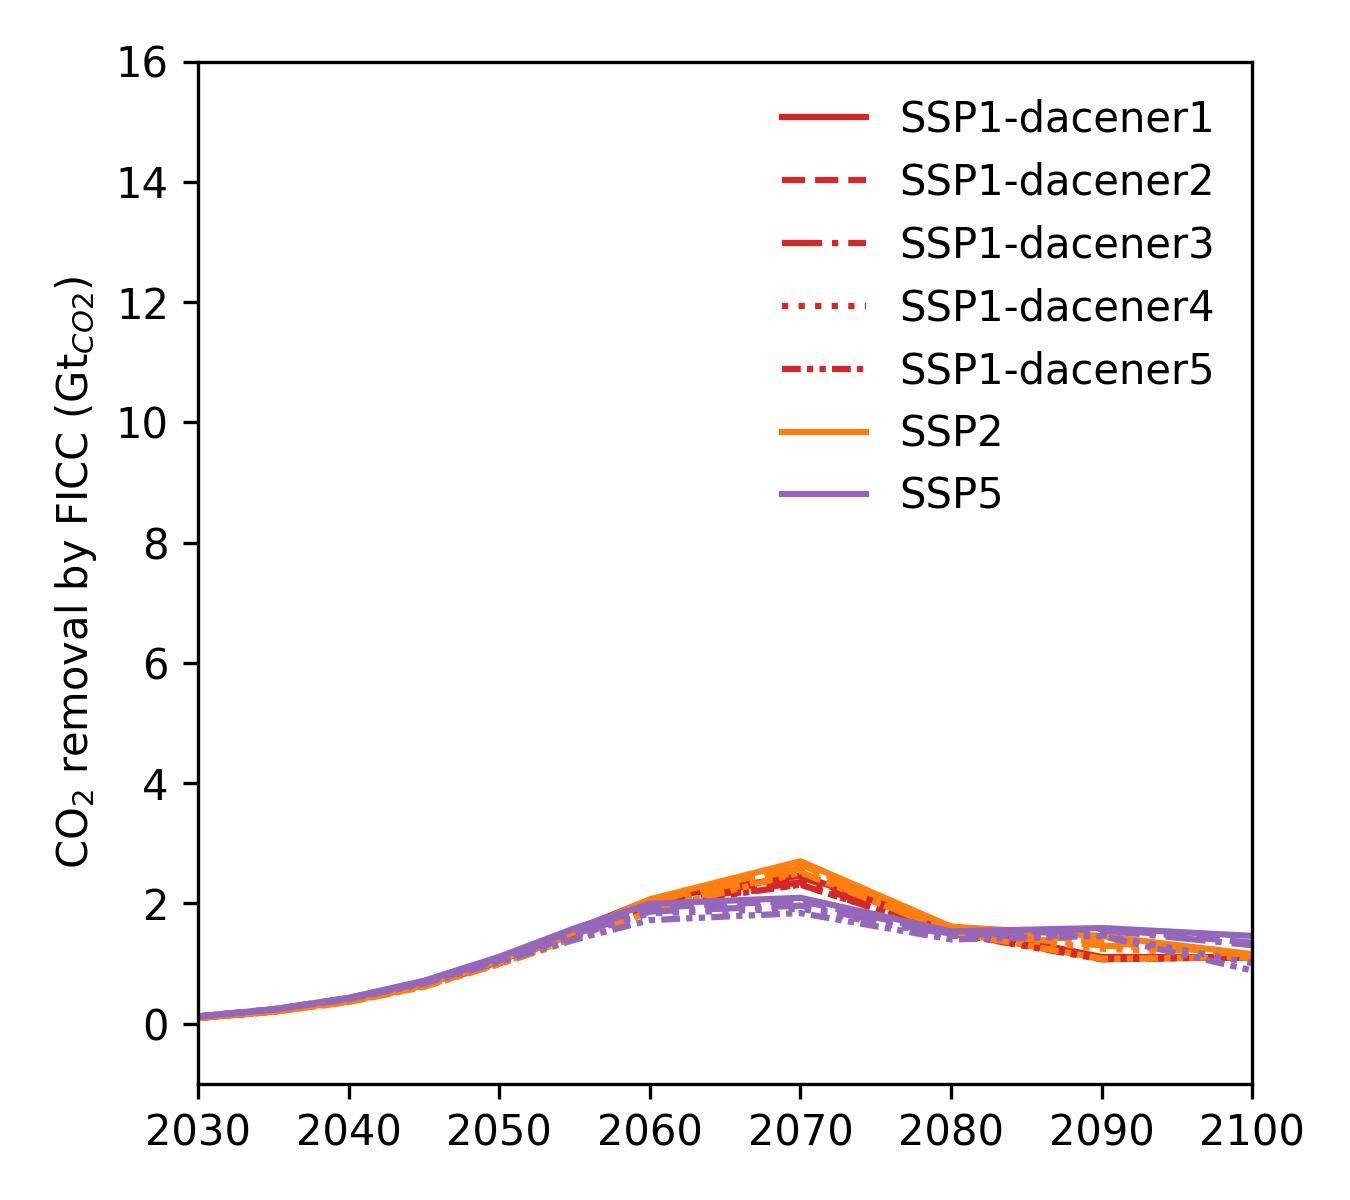 CO₂ removal by FICC (Gt_CO2)
16
14
12
10
8
6
4
2
0
SSP1-dacener1
SSP1-dacener2
SSP1-dacener3
SSP1-dacener4
SSP1-dacener5
SSP2
SSP5
2030 2040 2050 2060 2070 2080 2090 2100